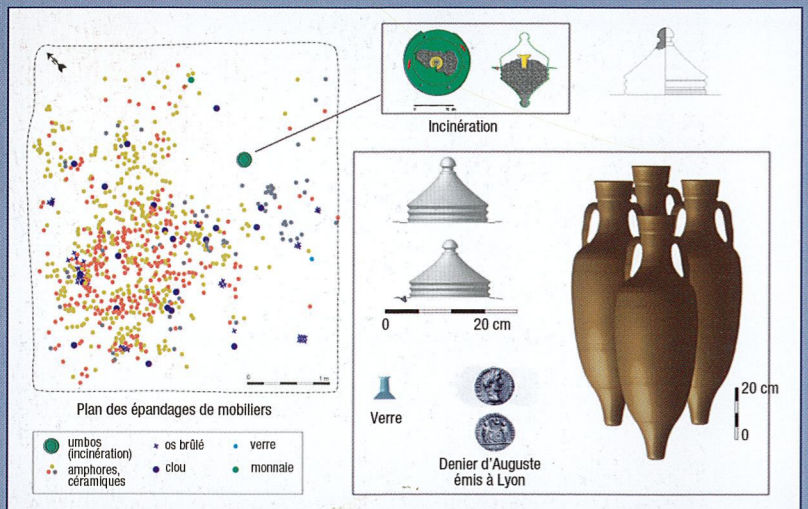 Incinération
0
1 m
Plan des épandages de mobiliers
umbos
(incinération)
amphores,
céramiques
os brûlé
clou
verre
monnaie
0
20 cm
Verre
Denier d'Auguste
émis à Lyon
20 cm
0